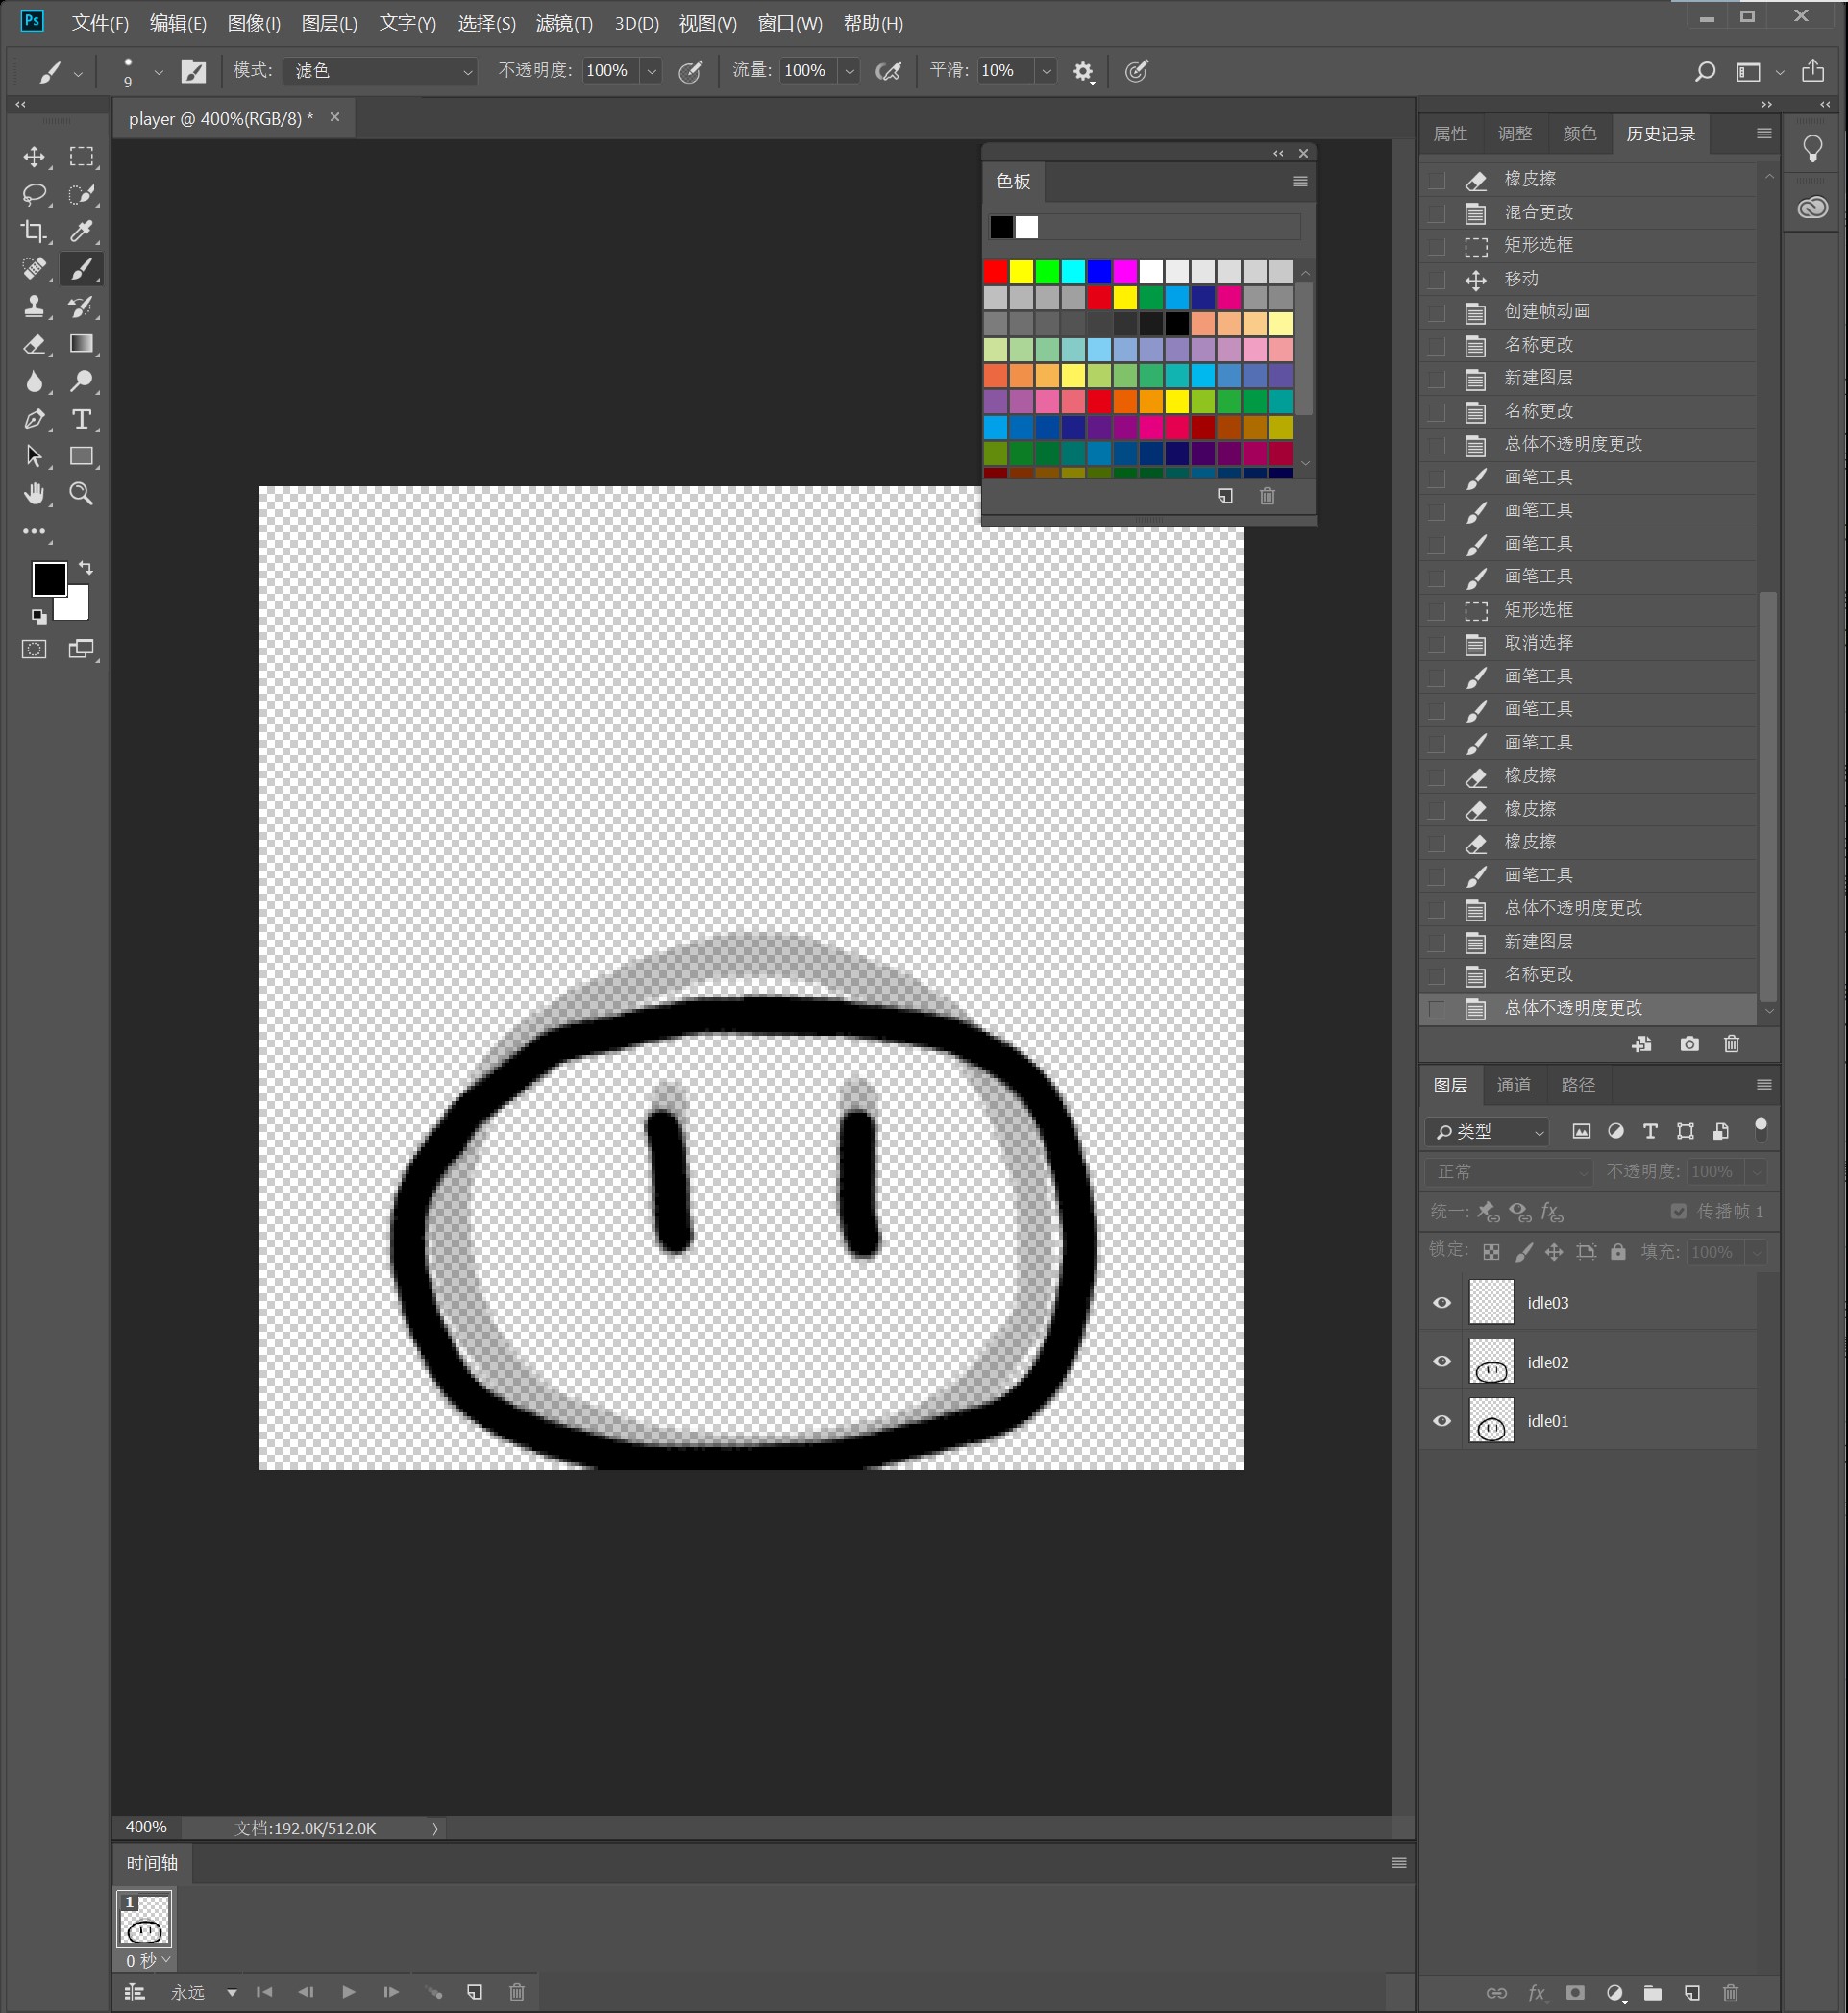 Ps 文件(F) 编辑(E) 图像(I) 图层(L) 文字(Y) 选择(S) 滤镜(T) 3D(D) 视图(V) 窗口(W) 帮助(H)
9 模式: 滤色 不透明度: 100% 流量: 100% 平滑: 10%
player @ 400%(RGB/8) *
色板
属性 调整 颜色 历史记录
橡皮擦
混合更改
矩形选框
移动
创建帧动画
名称更改
新建图层
名称更改
总体不透明度更改
画笔工具
画笔工具
画笔工具
画笔工具
矩形选框
取消选择
画笔工具
画笔工具
画笔工具
橡皮擦
橡皮擦
橡皮擦
画笔工具
总体不透明度更改
新建图层
名称更改
总体不透明度更改
图层 通道 路径
类型
正常 不透明度: 100%
统一: 传播帧 1
锁定: 填充: 100%
idle03
idle02
idle01
400% 文档:192.0K/512.0K
时间轴
1
0 秒
永远
fx